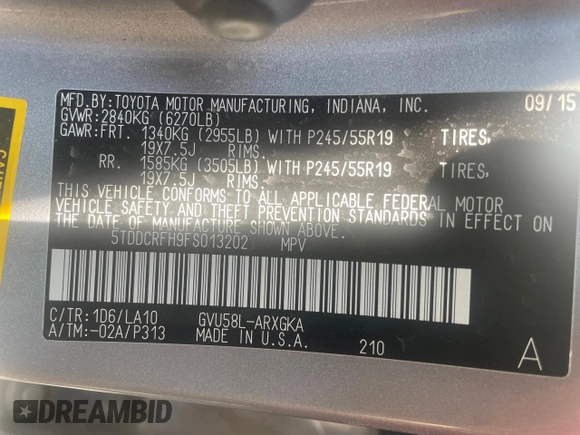 MFD.BY:TOYOTA MOTOR MANUFACTURING, INDIANA, INC. 09/15
GVWR:2840KG (6270LB)
GAWR:FRT. 1340KG (2955LB) WITH P245/55R19 TIRES,
19X7.5J RIMS.
RR. 1585KG (3505LB) WITH P245/55R19 TIRES,
19X7.5J RIMS.
THIS VEHICLE CONFORMS TO ALL APPLICABLE FEDERAL MOTOR
VEHICLE SAFETY AND THEFT PREVENTION STANDARDS IN EFFECT ON
THE DATE OF MANUFACTURE SHOWN ABOVE.
5TDDCRFH9FS013202 MPV
C/TR:1D6/LA10 GVU58L-ARXGKA
A/TM:-02A/P313 MADE IN U.S.A. 210 A
DREAMBID